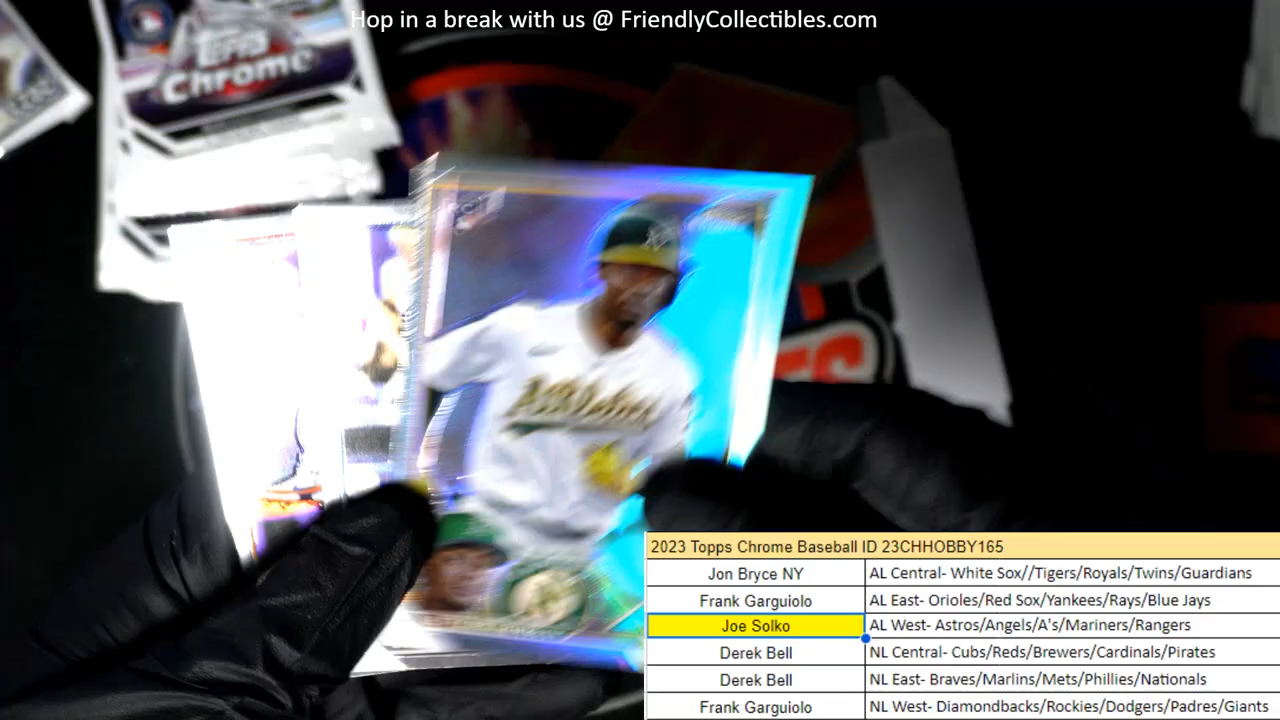 Hop in a break with us @ FriendlyCollectibles.com
Topps
Chrome
Athletics
2023 Topps Chrome Baseball ID 23CHHOBBY165
Jon Bryce NY AL Central- White Sox//Tigers/Royals/Twins/Guardians
Frank Garguiolo AL East- Orioles/Red Sox/Yankees/Rays/Blue Jays
Joe Solko AL West- Astros/Angels/A's/Mariners/Rangers
Derek Bell NL Central- Cubs/Reds/Brewers/Cardinals/Pirates
Derek Bell NL East- Braves/Marlins/Mets/Phillies/Nationals
Frank Garguiolo NL West- Diamondbacks/Rockies/Dodgers/Padres/Giants